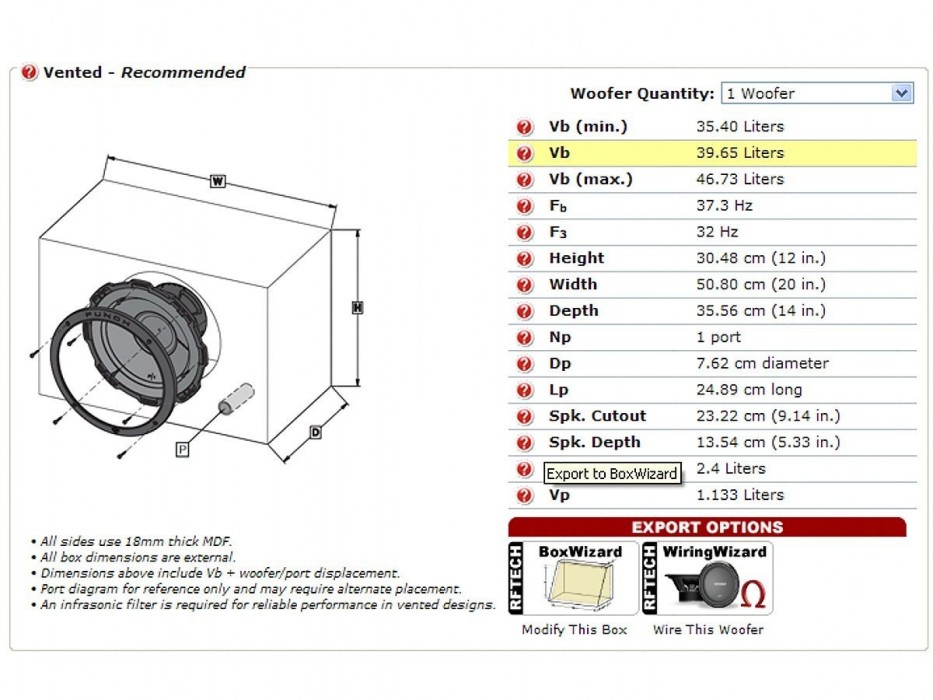 Vented - Recommended
Woofer Quantity: 1 Woofer
Vb (min.) 35.40 Liters
Vb 39.65 Liters
Vb (max.) 46.73 Liters
Fb 37.3 Hz
F3 32 Hz
Height 30.48 cm (12 in.)
Width 50.80 cm (20 in.)
Depth 35.56 cm (14 in.)
Np 1 port
Dp 7.62 cm diameter
Lp 24.89 cm long
Spk. Cutout 23.22 cm (9.14 in.)
Spk. Depth 13.54 cm (5.33 in.)
Export to BoxWizard 2.4 Liters
Vp 1.133 Liters
W
H
D
P
PUNCH
• All sides use 18mm thick MDF.
• All box dimensions are external.
• Dimensions above include Vb + woofer/port displacement.
• Port diagram for reference only and may require alternate placement.
• An infrasonic filter is required for reliable performance in vented designs.
EXPORT OPTIONS
RFTECH BoxWizard
RFTECH WiringWizard
Modify This Box
Wire This Woofer